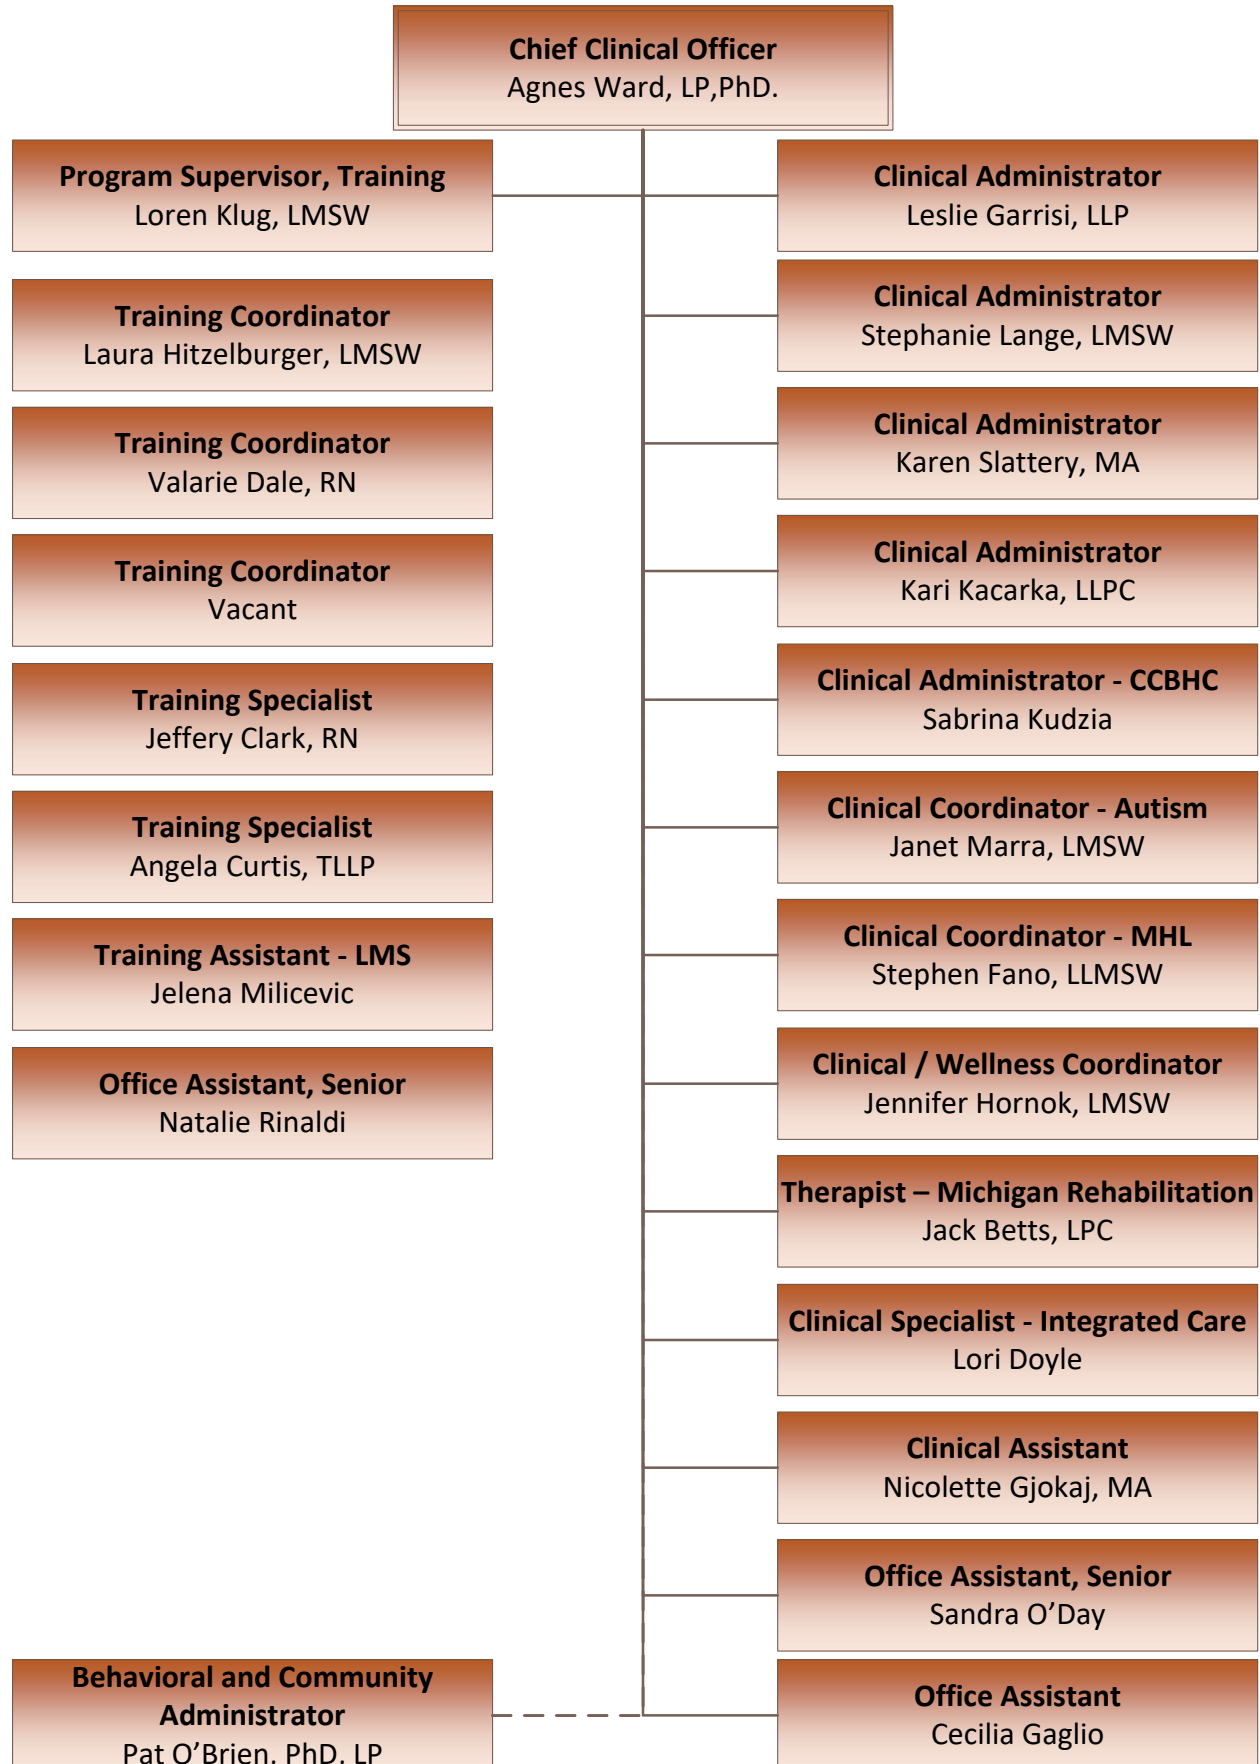 Chief Clinical Officer
Agnes Ward, LP,PhD.
Program Supervisor, Training
Loren Klug, LMSW
Training Coordinator
Laura Hitzelburger, LMSW
Training Coordinator
Valarie Dale, RN
Training Coordinator
Vacant
Training Specialist
Jeffery Clark, RN
Training Specialist
Angela Curtis, TLLP
Training Assistant - LMS
Jelena Milicevic
Office Assistant, Senior
Natalie Rinaldi
Behavioral and Community
Administrator
Pat O’Brien, PhD, LP
Clinical Administrator
Leslie Garrisi, LLP
Clinical Administrator
Stephanie Lange, LMSW
Clinical Administrator
Karen Slattery, MA
Clinical Administrator
Kari Kacarka, LLPC
Clinical Administrator - CCBHC
Sabrina Kudzia
Clinical Coordinator - Autism
Janet Marra, LMSW
Clinical Coordinator - MHL
Stephen Fano, LLMSW
Clinical / Wellness Coordinator
Jennifer Hornok, LMSW
Therapist – Michigan Rehabilitation
Jack Betts, LPC
Clinical Specialist - Integrated Care
Lori Doyle
Clinical Assistant
Nicolette Gjokaj, MA
Office Assistant, Senior
Sandra O’Day
Office Assistant
Cecilia Gaglio